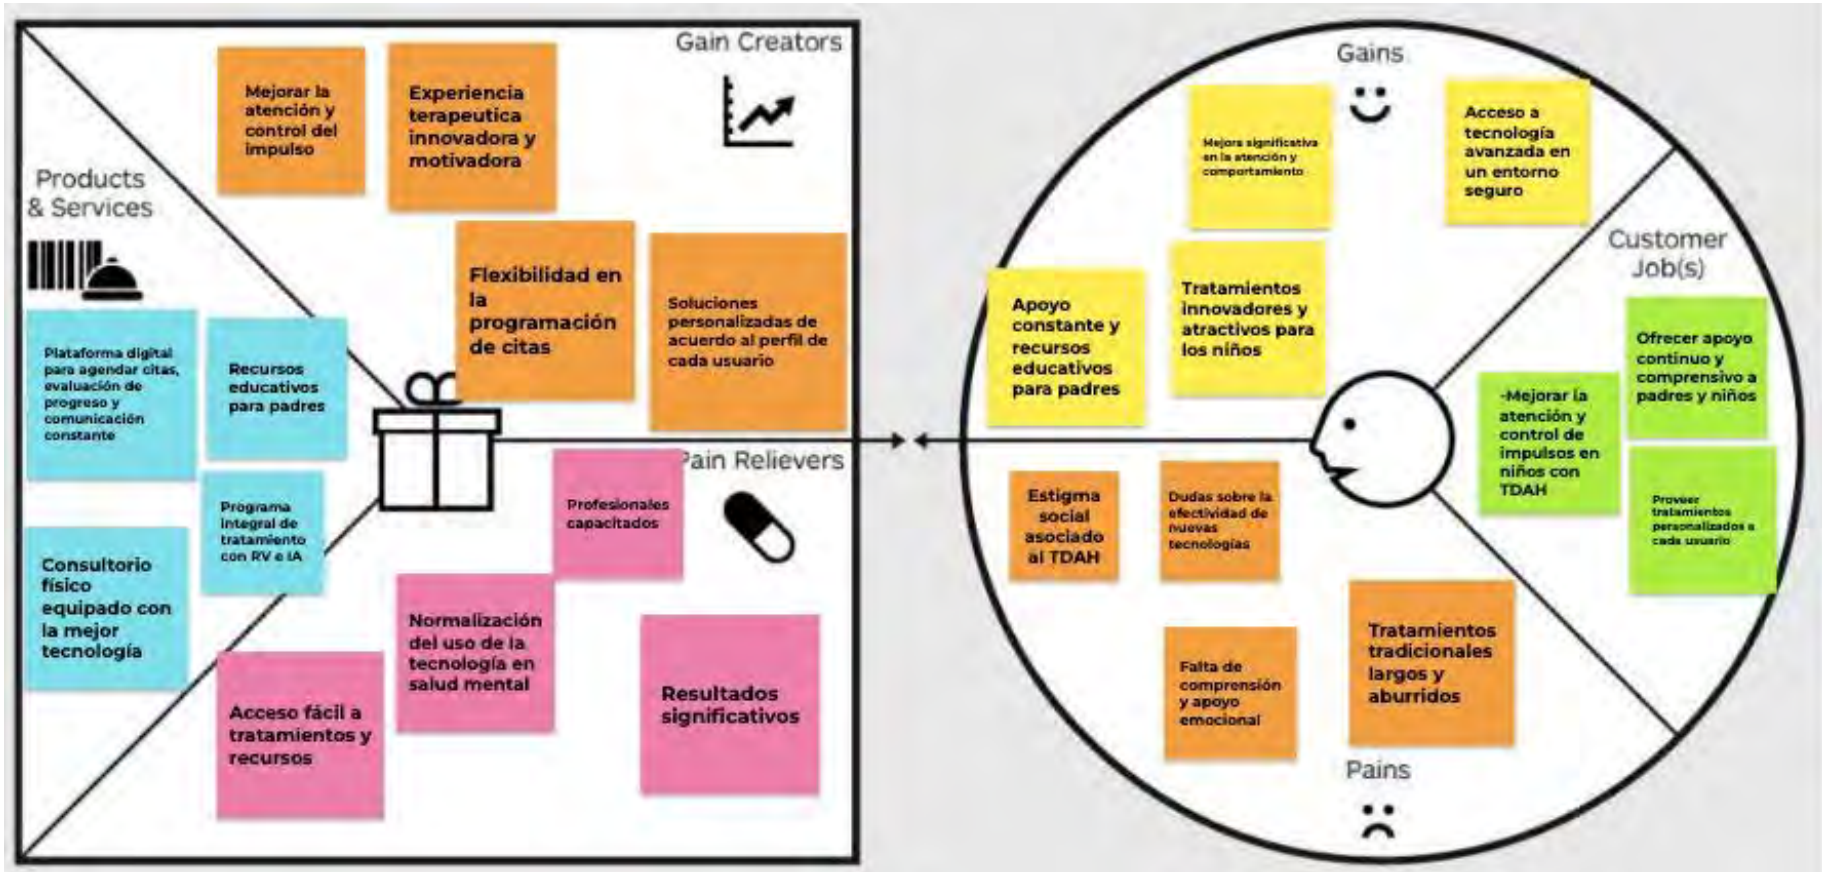 Gain Creators
Mejorar la
atención y
control del
impulso
Experiencia
terapeutica
innovadora y
motivadora
Flexibilidad en
la
programación
de citas
Soluciones
personalizadas de
acuerdo al perfil de
cada usuario
Products
& Services
Plataforma digital
para agendar citas,
evaluación de
progreso y
comunicación
constante
Recursos
educativos
para padres
Programa
integral de
tratamiento
con RV e IA
Consultorio
físico
equipado con
la mejor
tecnología
Pain Relievers
Profesionales
capacitados
Normalización
del uso de la
tecnología en
salud mental
Acceso fácil a
tratamientos y
recursos
Resultados
significativos
Gains
Mejora significativa
en la atención y
comportamiento
Acceso a
tecnología
avanzada en
un entorno
seguro
Apoyo
constante y
recursos
educativos
para padres
Tratamientos
innovadores y
atractivos para
los niños
Customer
Job(s)
Ofrecer apoyo
continuo y
comprensivo a
padres y niños
-Mejorar la
atención y
control de
impulsos en
niños con
TDAH
Proveer
tratamientos
personalizados a
cada usuario
Estigma
social
asociado
al TDAH
Dudas sobre la
efectividad de
nuevas
tecnologías
Falta de
comprensión
y apoyo
emocional
Tratamientos
tradicionales
largos y
aburridos
Pains